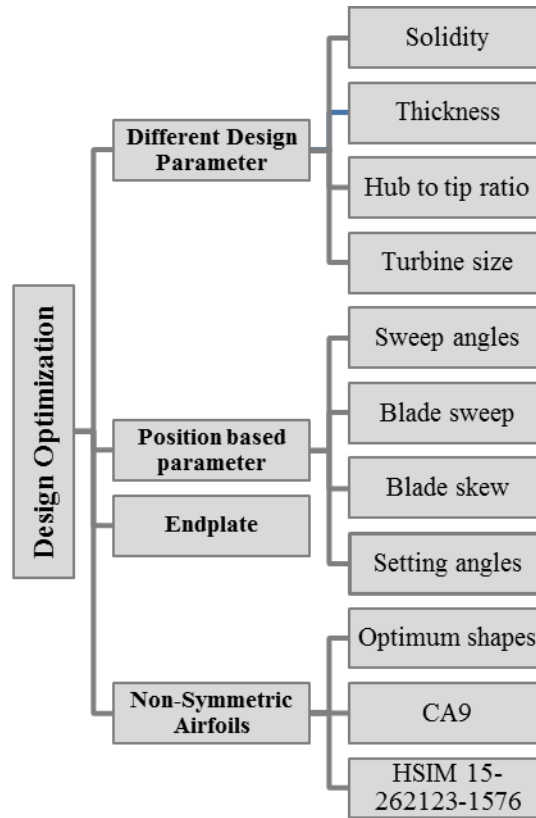 Design Optimization
Different Design
Parameter
Solidity
Thickness
Hub to tip ratio
Turbine size
Position based
parameter
Sweep angles
Blade sweep
Blade skew
Setting angles
Endplate
Non-Symmetric
Airfoils
Optimum shapes
CA9
HSIM 15-
262123-1576